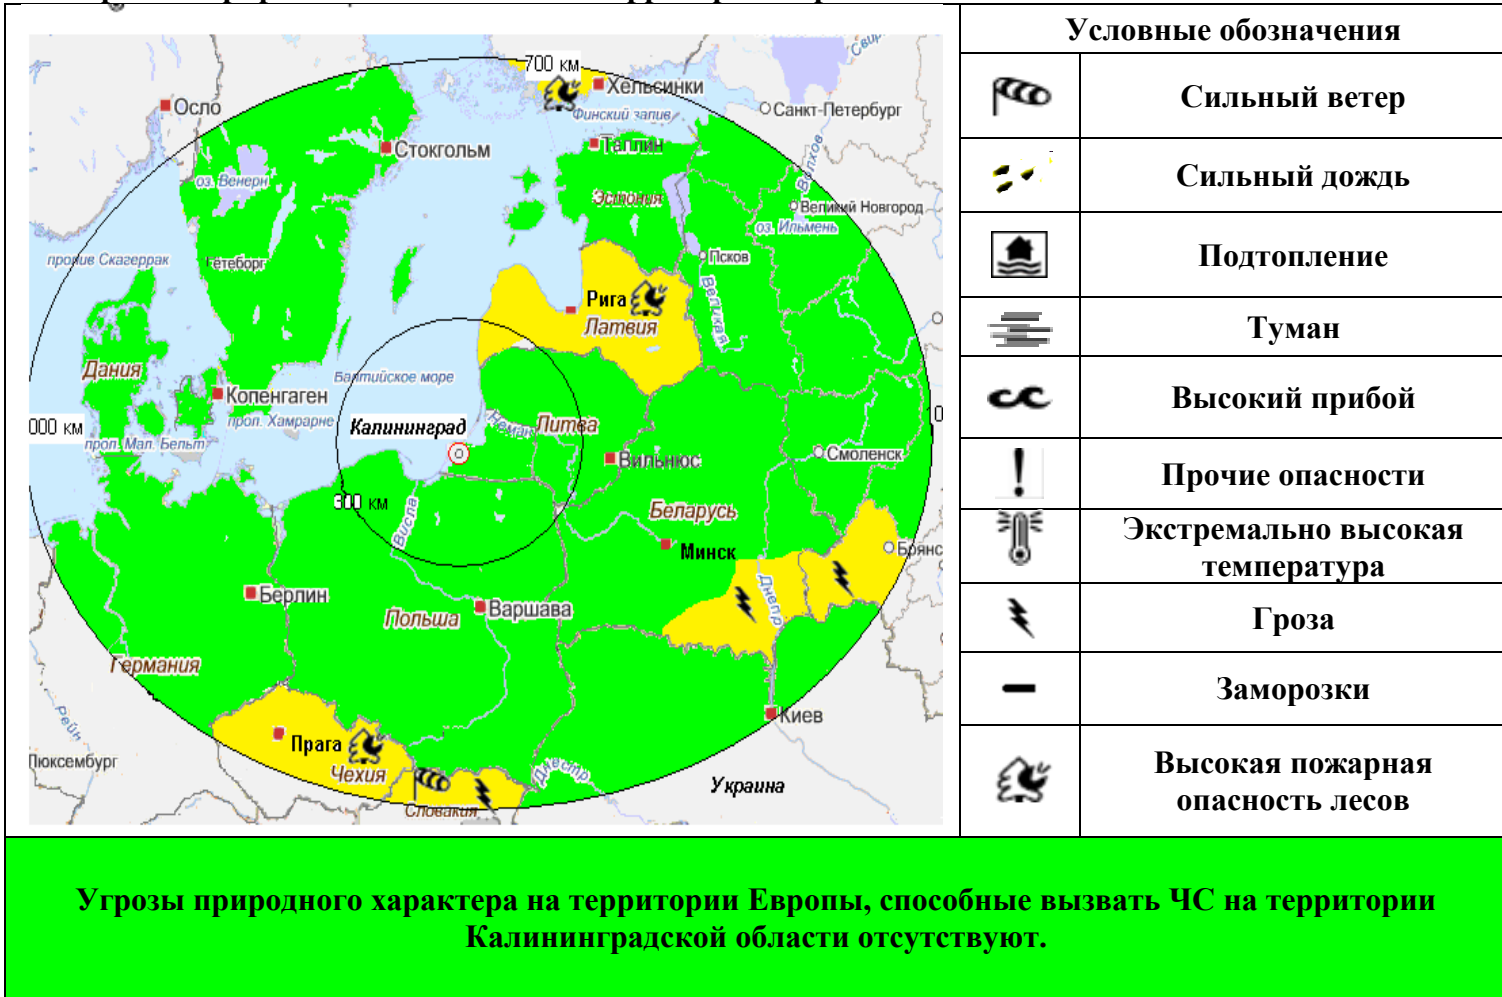 Условные обозначения
Сильный ветер
Сильный дождь
Подтопление
Туман
Высокий прибой
Прочие опасности
Экстремально высокая
температура
Гроза
Заморозки
Высокая пожарная
опасность лесов
700 км
Хельсинки
Осло
Санкт-Петербург
Финский залив
Стокгольм
Таллин
Волхов
оз. Венерн
Эстония
Великий Новгород
оз. Ильмень
пролив Скагеррак
Гётеборг
Псков
Великая
Рига
Латвия
Дания
Балтийское море
Копенгаген
прол. Хамрарне
000 км
Калининград
Неман
Литва
прол. Мал. Бельт
Вильнюс
Смоленск
300 км
Висла
Беларусь
Минск
Брянс
Днепр
Берлин
Польша
Варшава
Германия
Рейн
Киев
Прага
Чехия
Днестр
Люксембург
Словакия
Украина
Угрозы природного характера на территории Европы, способные вызвать ЧС на территории
Калининградской области отсутствуют.